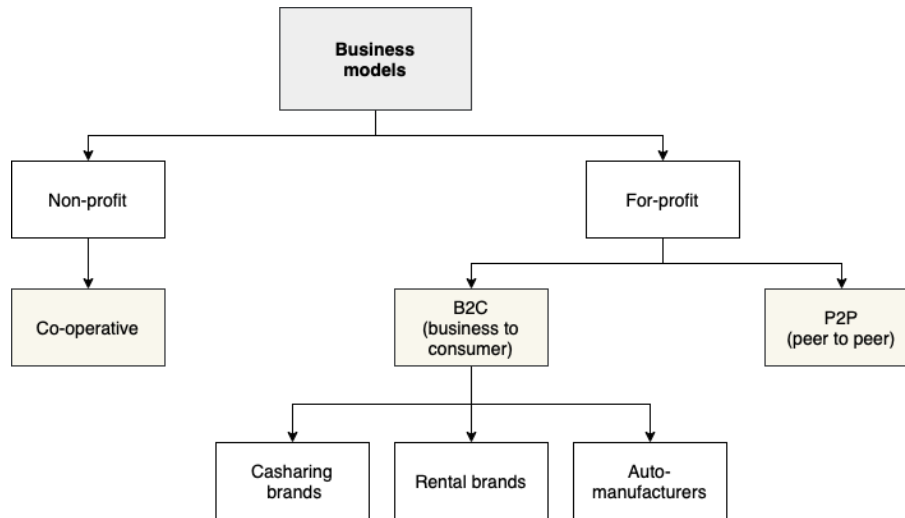 Business
models
Non-profit
For-profit
Co-operative
B2C
(business to
consumer)
P2P
(peer to peer)
Casharing
brands
Rental brands
Auto-
manufacturers